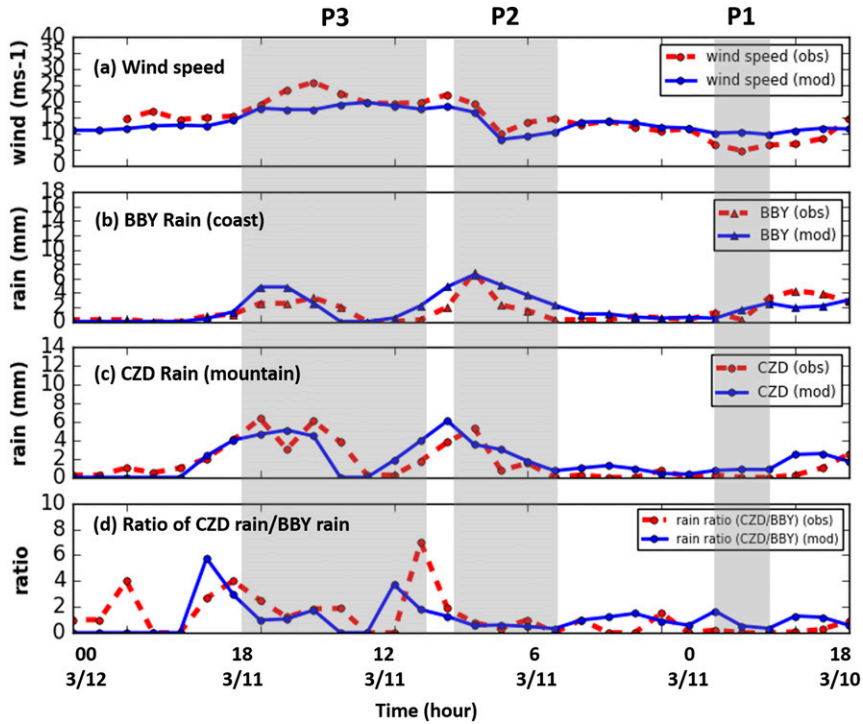 P3 P2 P1
40
35
30
25
20
15
10
5
0
wind (ms-1)
(a) Wind speed
wind speed (obs)
wind speed (mod)
18
16
14
12
10
8
6
4
2
0
rain (mm)
(b) BBY Rain (coast)
BBY (obs)
BBY (mod)
14
12
10
8
6
4
2
0
rain (mm)
(c) CZD Rain (mountain)
CZD (obs)
CZD (mod)
10
8
6
4
2
0
ratio
(d) Ratio of CZD rain/BBY rain
rain ratio (CZD/BBY) (obs)
rain ratio (CZD/BBY) (mod)
00 18 12 6 0 18
3/12 3/11 3/11 3/11 3/11 3/10
Time (hour)